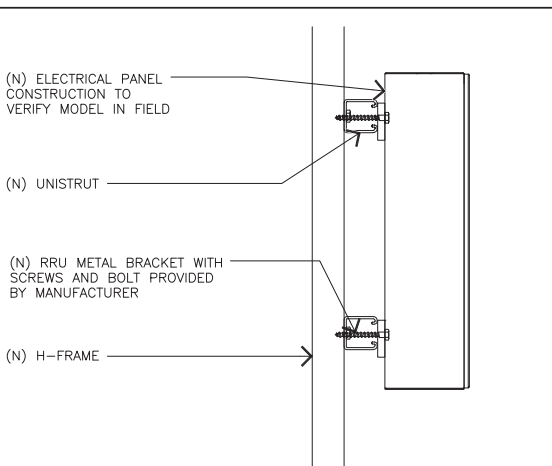 (N) ELECTRICAL PANEL
CONSTRUCTION TO
VERIFY MODEL IN FIELD
(N) UNISTRUT
(N) RRU METAL BRACKET WITH
SCREWS AND BOLT PROVIDED
BY MANUFACTURER
(N) H-FRAME